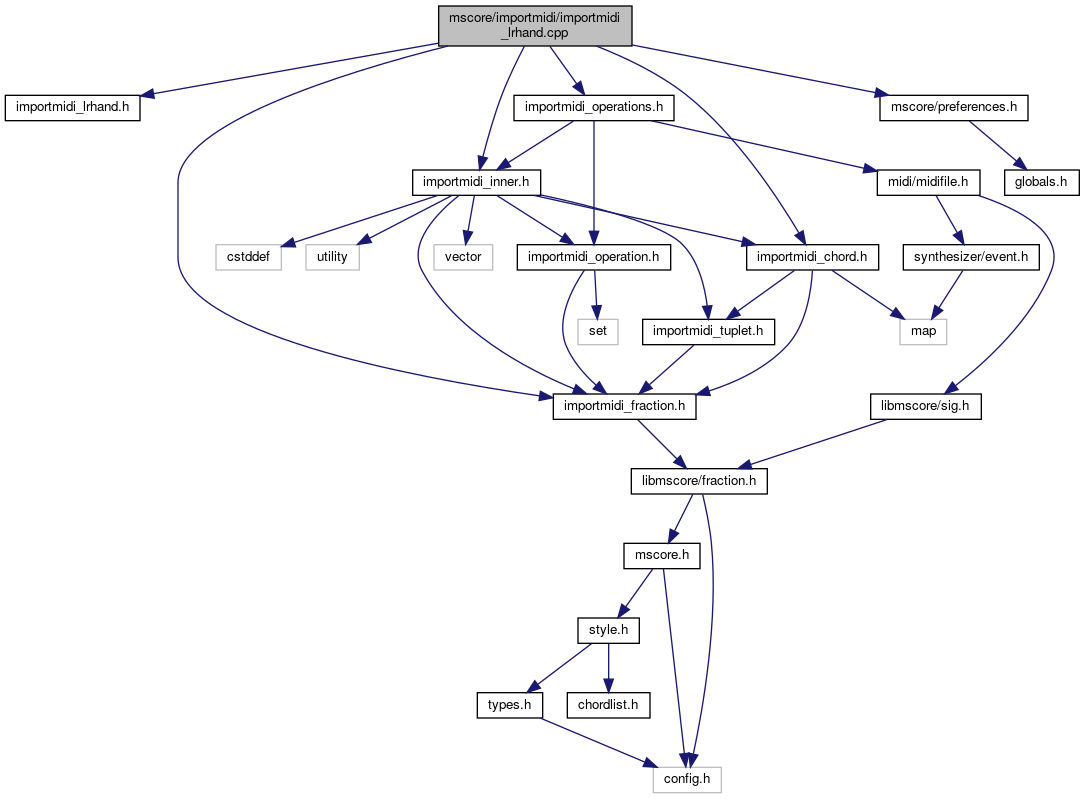 mscore/importmidi/importmidi
_lrhand.cpp
importmidi_lrhand.h
importmidi_operations.h
mscore/preferences.h
importmidi_inner.h
midi/midifile.h
globals.h
cstddef
utility
vector
importmidi_operation.h
importmidi_chord.h
synthesizer/event.h
set
importmidi_tuplet.h
map
importmidi_fraction.h
libmscore/sig.h
libmscore/fraction.h
mscore.h
style.h
types.h
chordlist.h
config.h